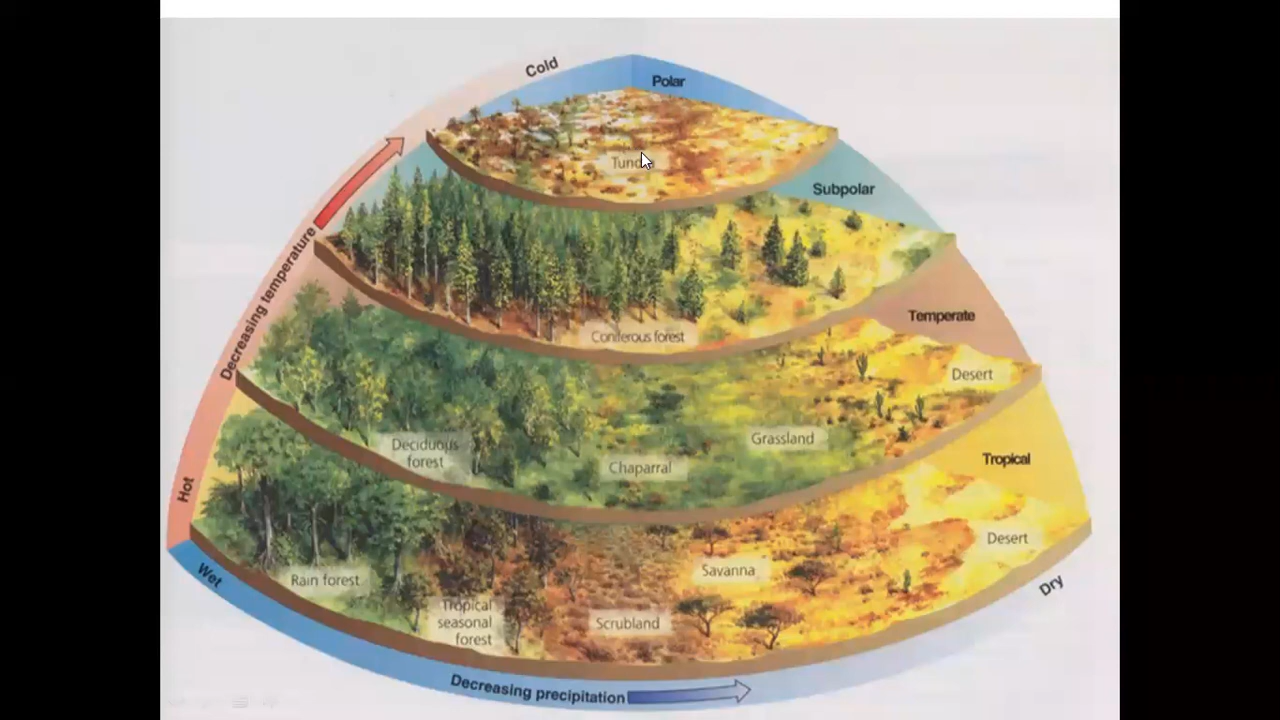 Cold
Polar
Subpolar
Coniferous forest
Decreasing temperature
Temperate
Desert
Deciduous
forest
Chaparral
Grassland
Tropical
Hot
Wet
Rain forest
Tropical
seasonal
forest
Scrubland
Savanna
Desert
Dry
Decreasing precipitation